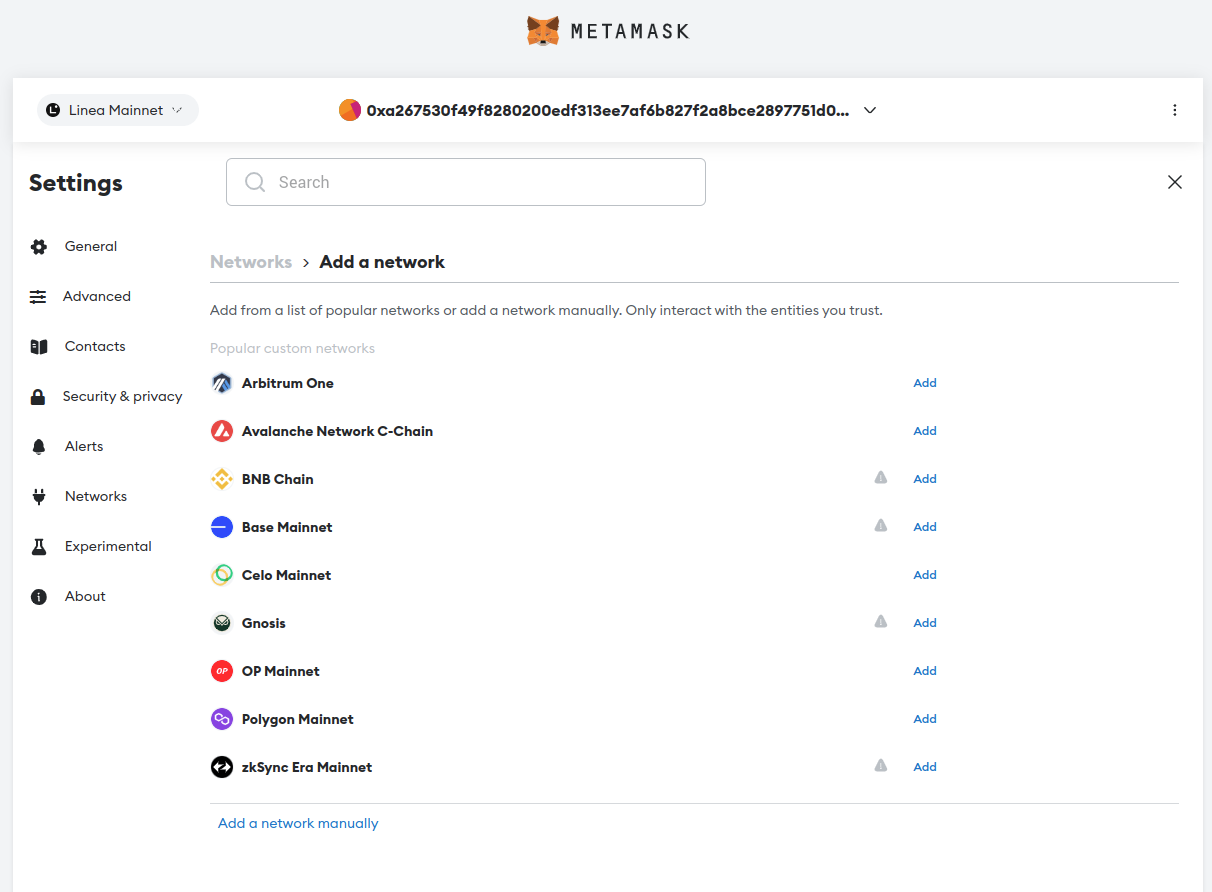 METAMASK
Linea Mainnet
0xa267530f49f8280200edf313ee7af6b827f2a8bce2897751d0...
Settings
Search
General
Advanced
Contacts
Security & privacy
Alerts
Networks
Experimental
About
Networks > Add a network
Add from a list of popular networks or add a network manually. Only interact with the entities you trust.
Popular custom networks
Arbitrum One Add
Avalanche Network C-Chain Add
BNB Chain Add
Base Mainnet Add
Celo Mainnet Add
Gnosis Add
OP OP Mainnet Add
Polygon Mainnet Add
zkSync Era Mainnet Add
Add a network manually